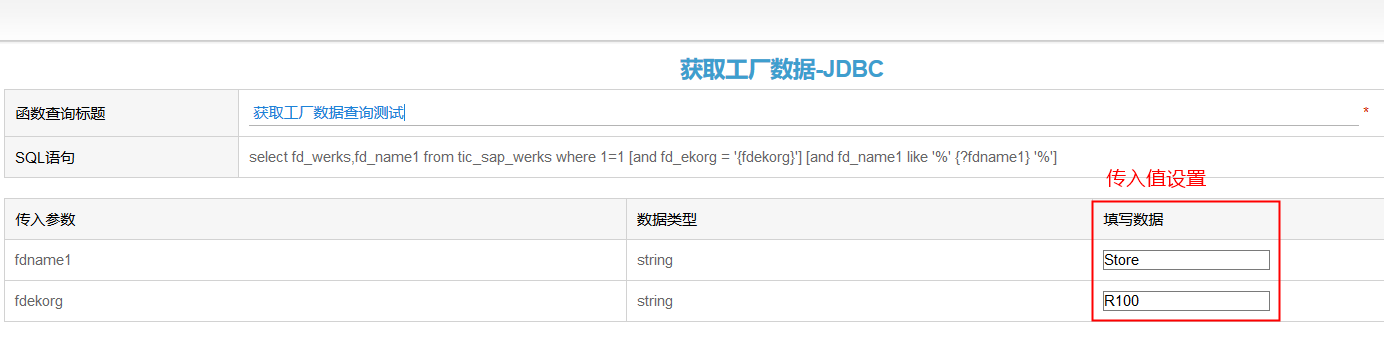 获取工厂数据-JDBC
函数查询标题 获取工厂数据查询测试 *
SQL语句 select fd_werks,fd_name1 from tic_sap_werks where 1=1 [and fd_ekorg = '{fdekorg}'] [and fd_name1 like '%' {?fdname1} '%']
传入值设置
传入参数 数据类型 填写数据
fdname1 string Store
fdekorg string R100